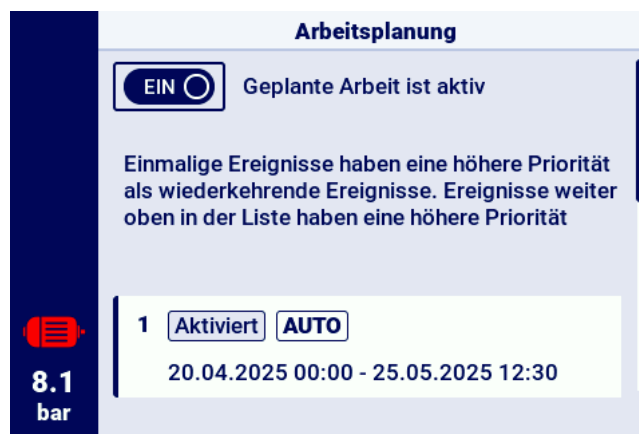 Arbeitsplanung
EIN
Geplante Arbeit ist aktiv
Einmalige Ereignisse haben eine höhere Priorität
als wiederkehrende Ereignisse. Ereignisse weiter
oben in der Liste haben eine höhere Priorität
1 Aktiviert AUTO
20.04.2025 00:00 - 25.05.2025 12:30
8.1
bar